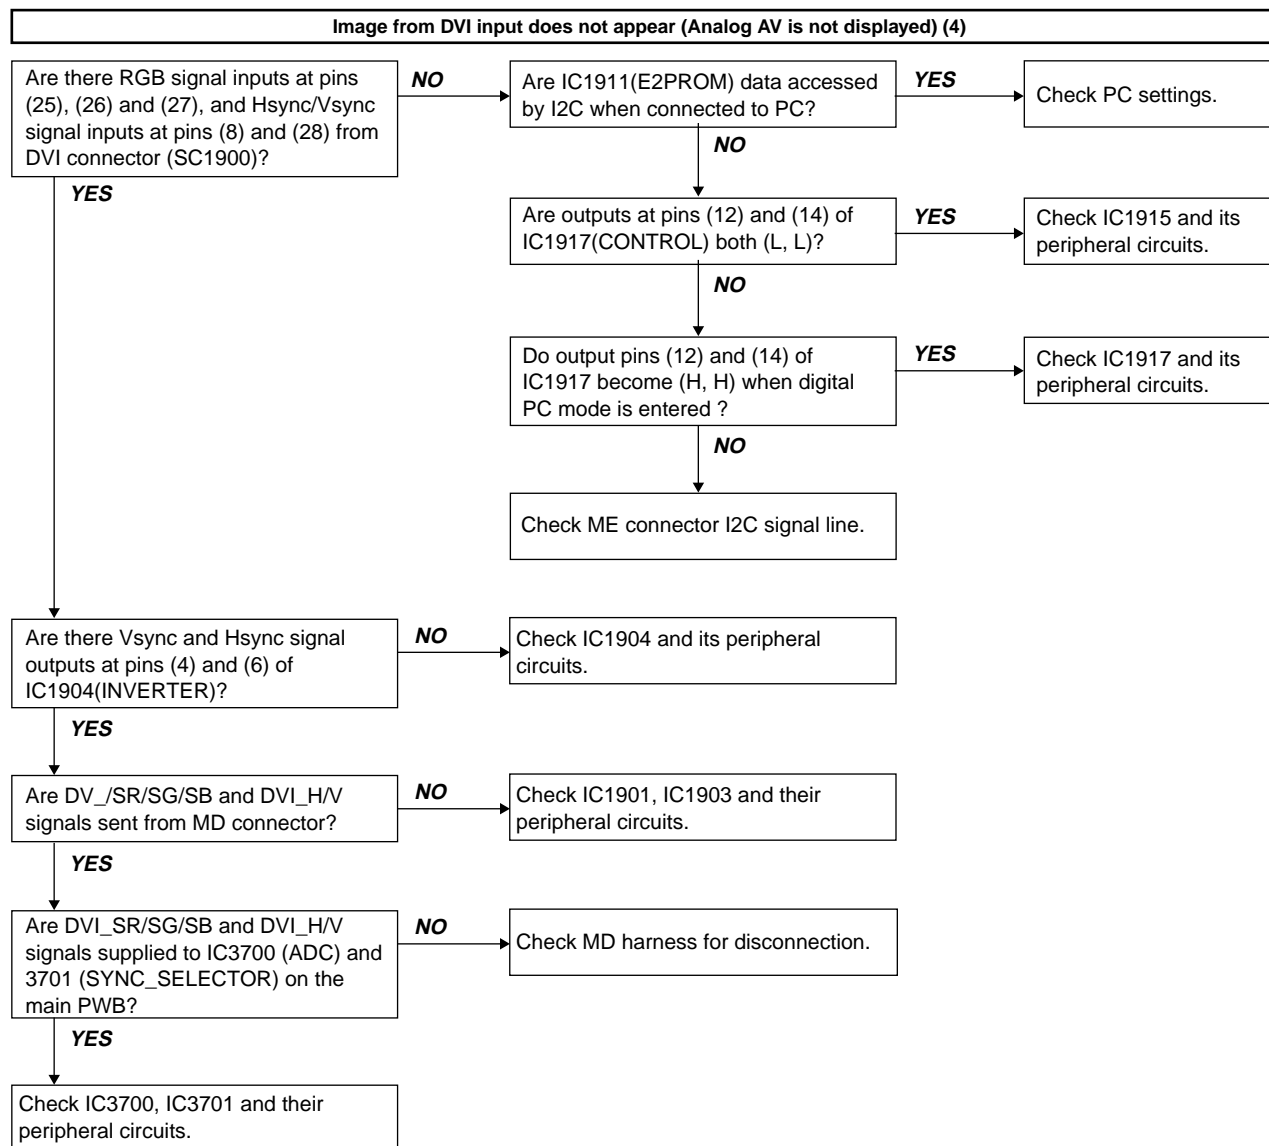 Image from DVI input does not appear (Analog AV is not displayed) (4)
Are there RGB signal inputs at pins
(25), (26) and (27), and Hsync/Vsync
signal inputs at pins (8) and (28) from
DVI connector (SC1900)?
NO
Are IC1911(E2PROM) data accessed
by I2C when connected to PC?
YES
Check PC settings.
NO
YES
Are outputs at pins (12) and (14) of
IC1917(CONTROL) both (L, L)?
YES
Check IC1915 and its
peripheral circuits.
NO
Do output pins (12) and (14) of
IC1917 become (H, H) when digital
PC mode is entered ?
YES
Check IC1917 and its
peripheral circuits.
NO
Check ME connector I2C signal line.
Are there Vsync and Hsync signal
outputs at pins (4) and (6) of
IC1904(INVERTER)?
NO
Check IC1904 and its peripheral
circuits.
YES
Are DV_/SR/SG/SB and DVI_H/V
signals sent from MD connector?
NO
Check IC1901, IC1903 and their
peripheral circuits.
YES
Are DVI_SR/SG/SB and DVI_H/V
signals supplied to IC3700 (ADC) and
3701 (SYNC_SELECTOR) on the
main PWB?
NO
Check MD harness for disconnection.
YES
Check IC3700, IC3701 and their
peripheral circuits.